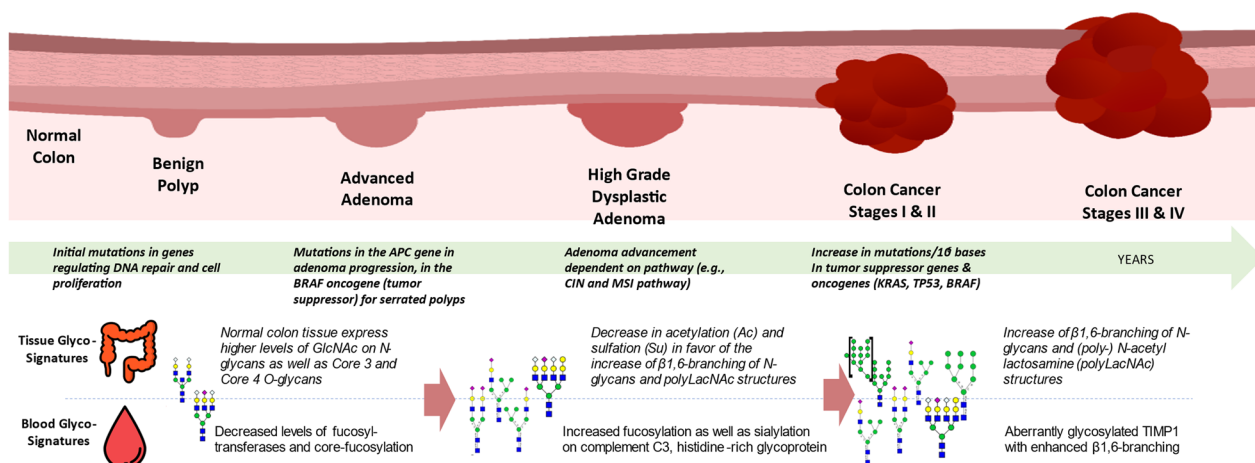 Normal
Colon
Benign
Polyp
Advanced
Adenoma
High Grade
Dysplastic
Adenoma
Colon Cancer
Stages I & II
Colon Cancer
Stages III & IV
Initial mutations in genes
regulating DNA repair and cell
proliferation
Mutations in the APC gene in
adenoma progression, in the
BRAF oncogene (tumor
suppressor) for serrated polyps
Adenoma advancement
dependent on pathway (e.g.,
CIN and MSI pathway)
Increase in mutations/10⁶ bases
In tumor suppressor genes &
oncogenes (KRAS, TP53, BRAF)
YEARS
Tissue Glyco-
Signatures
Normal colon tissue express
higher levels of GlcNAc on N-
glycans as well as Core 3 and
Core 4 O-glycans
Decrease in acetylation (Ac) and
sulfation (Su) in favor of the
increase of β1,6-branching of N-
glycans and polyLacNAc structures
Increase of β1,6-branching of N-
glycans and (poly-) N-acetyl
lactosamine (polyLacNAc)
structures
Blood Glyco-
Signatures
Decreased levels of fucosyl-
transferases and core-fucosylation
Increased fucosylation as well as sialylation
on complement C3, histidine-rich glycoprotein
Aberrantly glycosylated TIMP1
with enhanced β1,6-branching